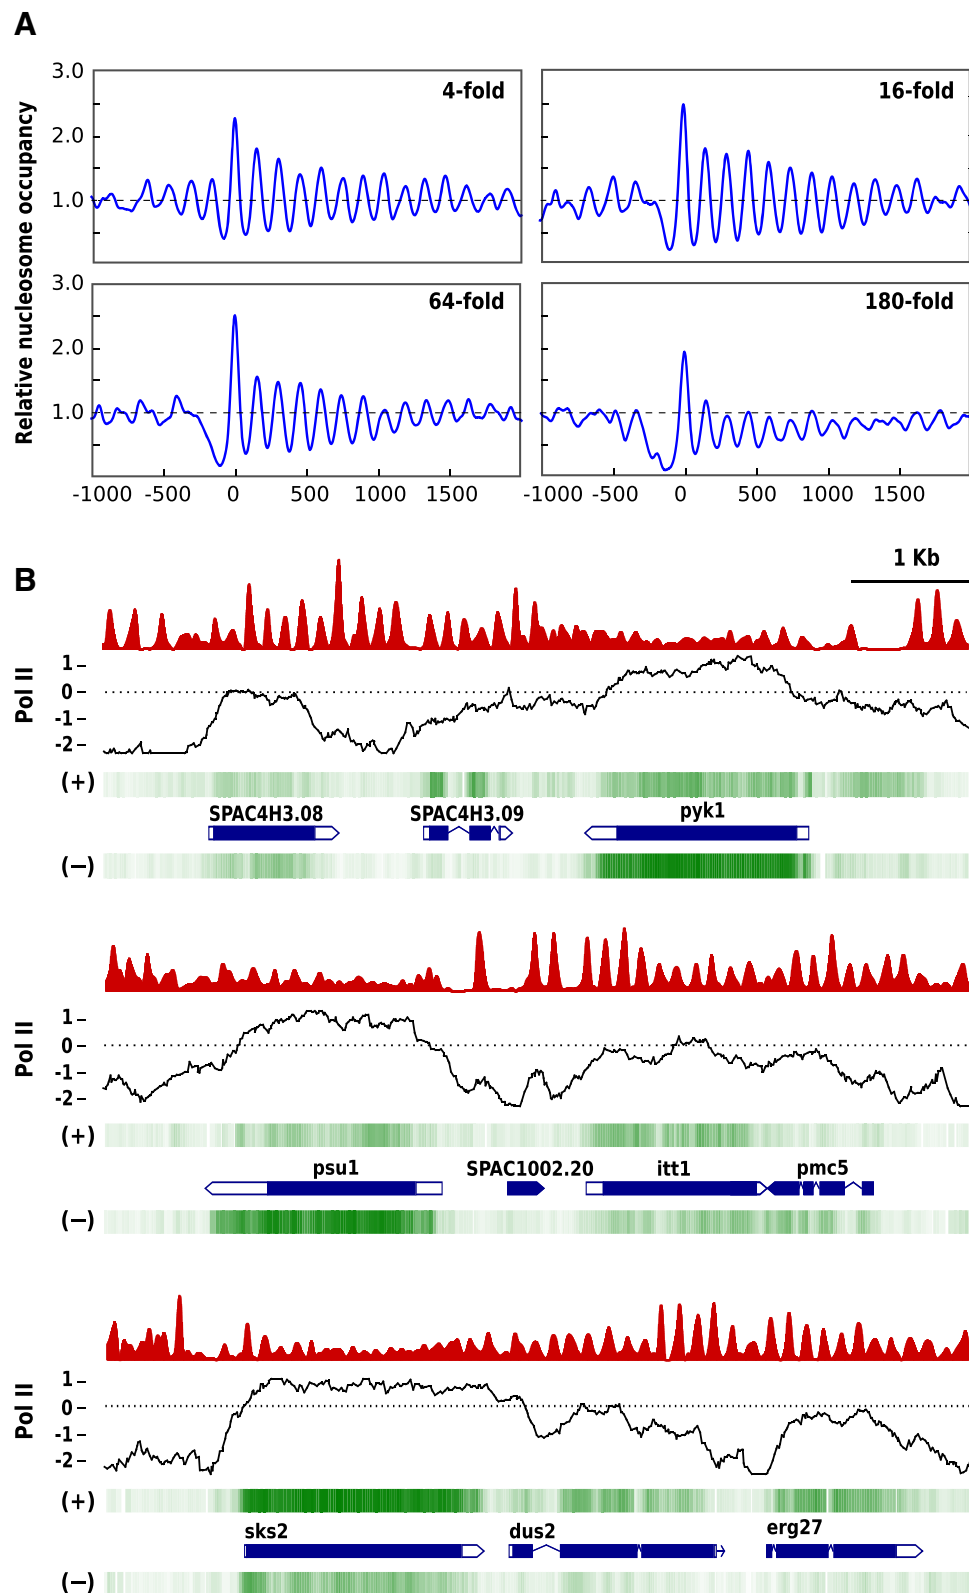 A
3.0
4-fold
16-fold
2.0
1.0
Relative nucleosome occupancy
3.0
64-fold
180-fold
2.0
1.0
-1000 -500 0 500 1000 1500
-1000 -500 0 500 1000 1500
B
1 Kb
Pol II
1
0
-1
-2
(+)
SPAC4H3.08 SPAC4H3.09 pyk1
(−)
Pol II
1
0
-1
-2
(+)
psu1 SPAC1002.20 itt1 pmc5
(−)
Pol II
1
0
-1
-2
(+)
sks2 dus2 erg27
(−)